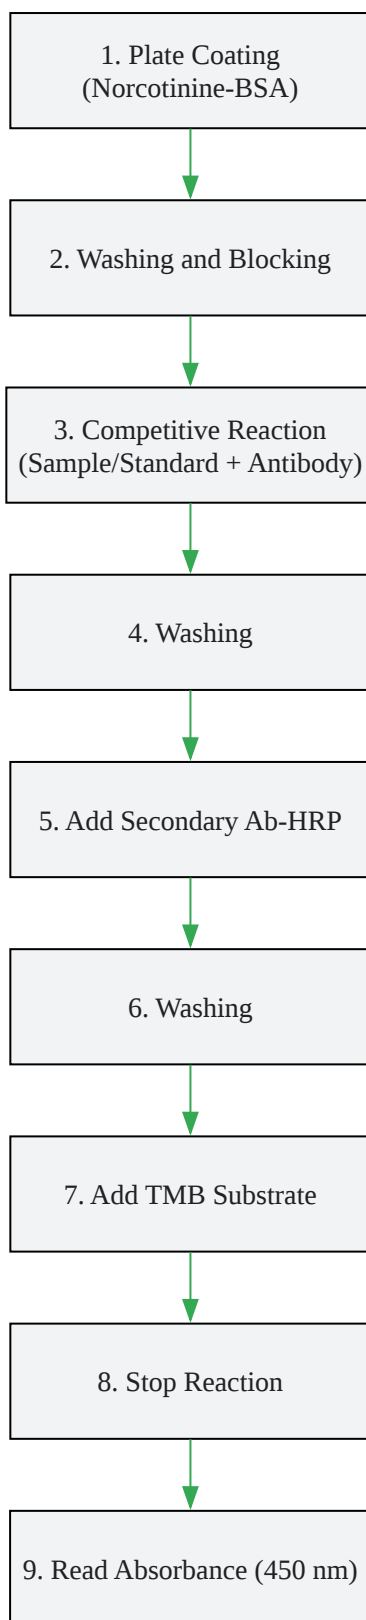 1. Plate Coating
(Norcotinine-BSA)
2. Washing and Blocking
3. Competitive Reaction
(Sample/Standard + Antibody)
4. Washing
5. Add Secondary Ab-HRP
6. Washing
7. Add TMB Substrate
8. Stop Reaction
9. Read Absorbance (450 nm)